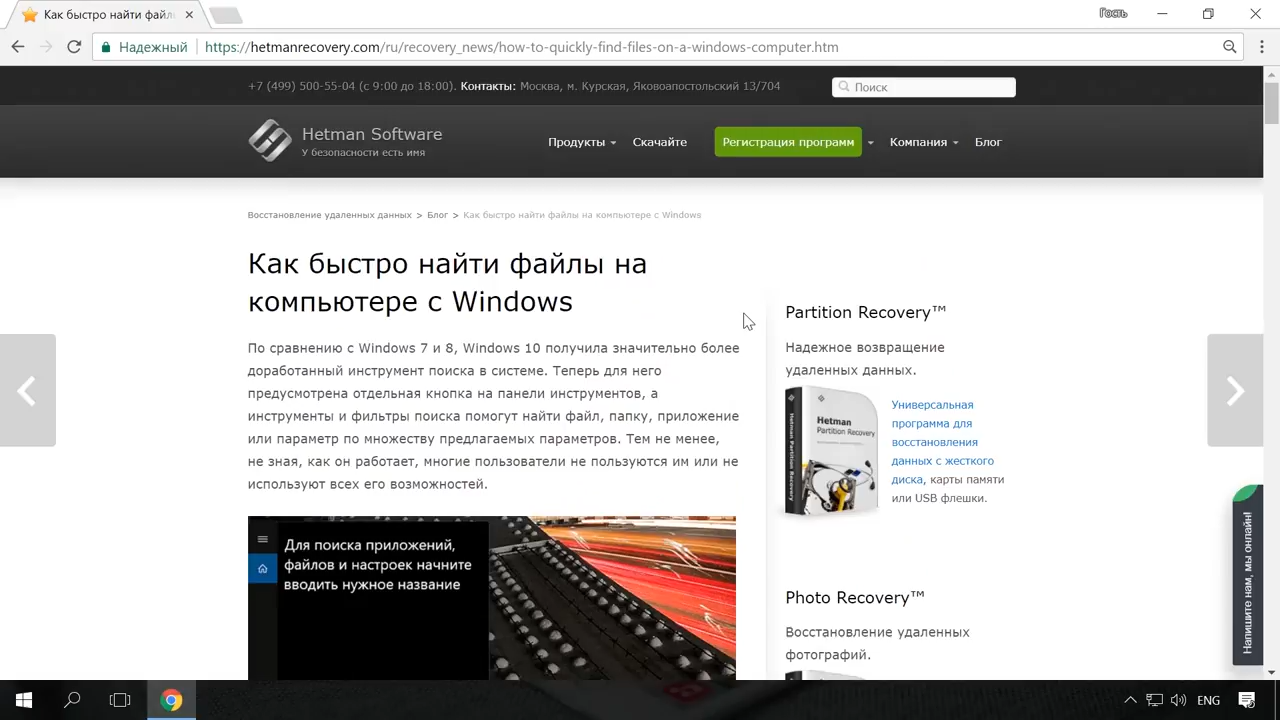 Как быстро найти файль
Гость
Надежный
https://hetmanrecovery.com/ru/recovery_news/how-to-quickly-find-files-on-a-windows-computer.htm
+7 (499) 500-55-04 (с 9:00 до 18:00). Контакты: Москва, м. Курская, Яковоапостольский 13/704
Поиск
Hetman Software
У безопасности есть имя
Продукты
Скачайте
Регистрация программ
Компания
Блог
Восстановление удаленных данных > Блог > Как быстро найти файлы на компьютере с Windows
Как быстро найти файлы на
компьютере с Windows
По сравнению с Windows 7 и 8, Windows 10 получила значительно более
доработанный инструмент поиска в системе. Теперь для него
предусмотрена отдельная кнопка на панели инструментов, а
инструменты и фильтры поиска помогут найти файл, папку, приложение
или параметр по множеству предлагаемых параметров. Тем не менее,
не зная, как он работает, многие пользователи не пользуются им или не
используют всех его возможностей.
Для поиска приложений,
файлов и настроек начните
вводить нужное название
Partition Recovery™
Надежное возвращение
удаленных данных.
Hetman
Partition Recovery
Hetman Partition Recovery
Универсальная
программа для
восстановления
данных с жесткого
диска, карты памяти
или USB флешки.
Photo Recovery™
Восстановление удаленных
фотографий.
Напишите нам, мы онлайн!
ENG